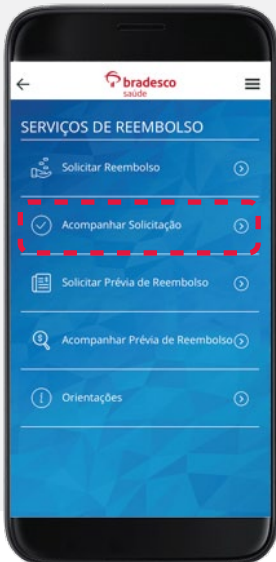 bradesco
saúde
SERVIÇOS DE REEMBOLSO
Solicitar Reembolso
Acompanhar Solicitação
Solicitar Prévia de Reembolso
Acompanhar Prévia de Reembolso
Orientações